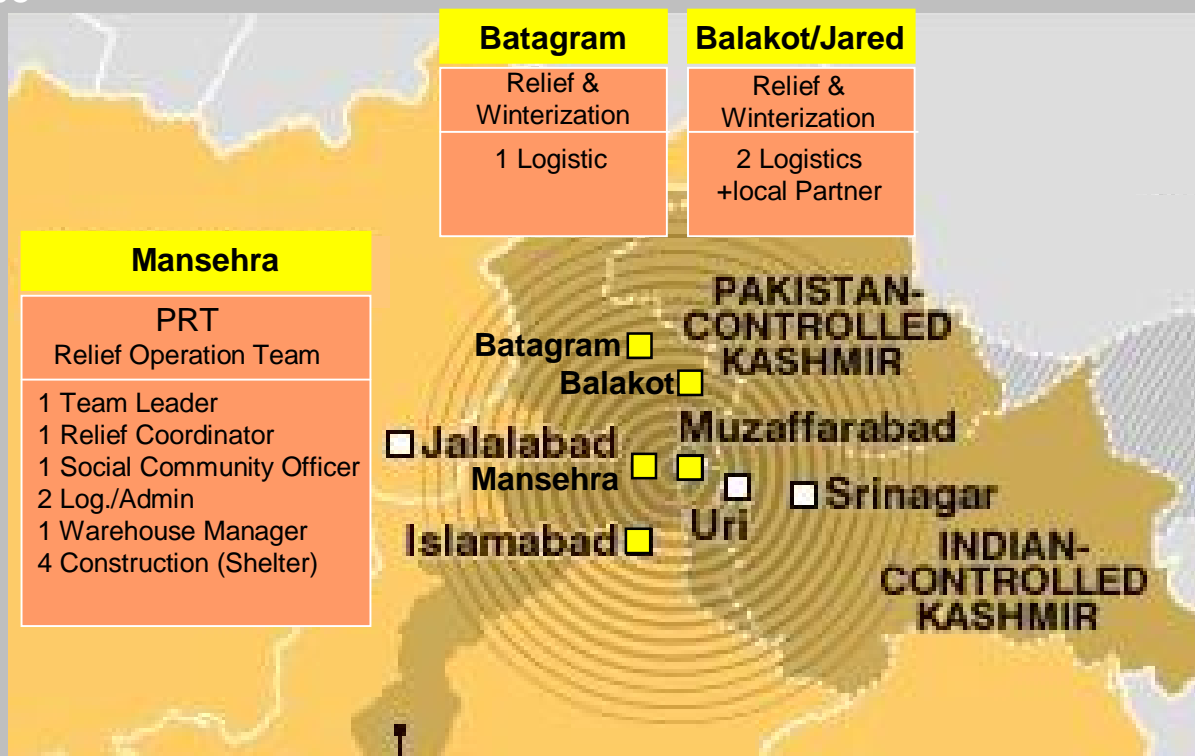 Batagram
Relief &
Winterization
1 Logistic
Balakot/Jared
Relief &
Winterization
2 Logistics
+local Partner
Mansehra
PRT
Relief Operation Team
1 Team Leader
1 Relief Coordinator
1 Social Community Officer
2 Log./Admin
1 Warehouse Manager
4 Construction (Shelter)
PAKISTAN-
CONTROLLED
KASHMIR
Batagram
Balakot
Muzaffarabad
Jalalabad
Mansehra
Uri
Srinagar
Islamabad
INDIAN-
CONTROLLED
KASHMIR